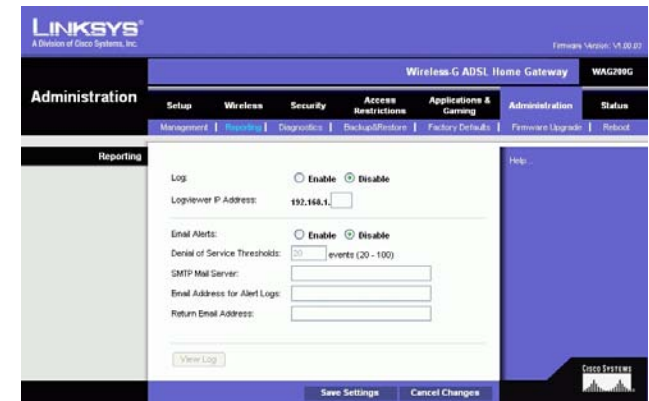 LINKSYS®
A Division of Cisco Systems, Inc.
Firmware Version: V1.00.03
Wireless-G ADSL Home Gateway WAG200G
Administration
Setup Wireless Security Access Restrictions Applications & Gaming Administration Status
Management | Reporting | Diagnostics | Backup&Restore | Factory Defaults | Firmware Upgrade | Reboot
Reporting
Help...
Log: Enable Disable
Logviewer IP Address: 192.168.1.
Email Alerts: Enable Disable
Denial of Service Thresholds: 20 events (20 - 100)
SMTP Mail Server:
Email Address for Alert Logs:
Return Email Address:
View Log
CISCO SYSTEMS
Save Settings Cancel Changes